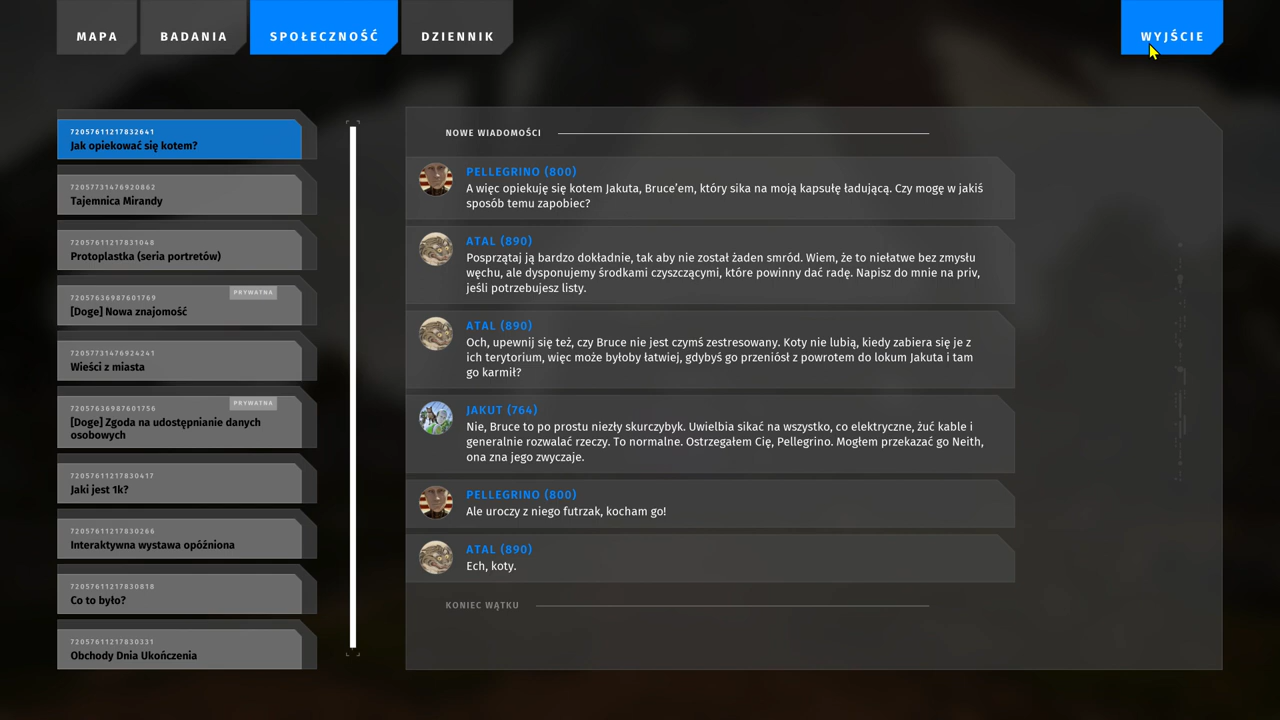 MAPA
BADANIA
SPOŁECZNOŚĆ
DZIENNIK
WYJŚCIE
72057611217832641
Jak opiekować się kotem?
72057731476920862
Tajemnica Mirandy
72057611217831048
Protoplastka (seria portretów)
72057636987601769
PRYWATNA
[Doge] Nowa znajomość
72057731476924241
Wieści z miasta
72057636987601756
PRYWATNA
[Doge] Zgoda na udostępnianie danych
osobowych
72057611217830417
Jaki jest 1k?
72057611217830266
Interaktywna wystawa opóźniona
72057611217830818
Co to było?
72057611217830331
Obchody Dnia Ukończenia
NOWE WIADOMOŚCI
PELLEGRINO (800)
A więc opiekuję się kotem Jakuta, Bruce'em, który sika na moją kapsułę ładującą. Czy mogę w jakiś
sposób temu zapobiec?
ATAL (890)
Posprzątaj ją bardzo dokładnie, tak aby nie został żaden smród. Wiem, że to niełatwe bez zmysłu
węchu, ale dysponujemy środkami czyszczącymi, które powinny dać radę. Napisz do mnie na priv,
jeśli potrzebujesz listy.
ATAL (890)
Och, upewnij się też, czy Bruce nie jest czymś zestresowany. Koty nie lubią, kiedy zabiera się je z
ich terytorium, więc może byłoby łatwiej, gdybyś go przeniósł z powrotem do lokum Jakuta i tam
go karmił?
JAKUT (764)
Nie, Bruce to po prostu niezły skurczybyk. Uwielbia sikać na wszystko, co elektryczne, żuć kable i
generalnie rozwalać rzeczy. To normalne. Ostrzegałem Cię, Pellegrino. Mogłem przekazać go Neith,
ona zna jego zwyczaje.
PELLEGRINO (800)
Ale uroczy z niego futrzak, kocham go!
ATAL (890)
Ech, koty.
KONIEC WĄTKU